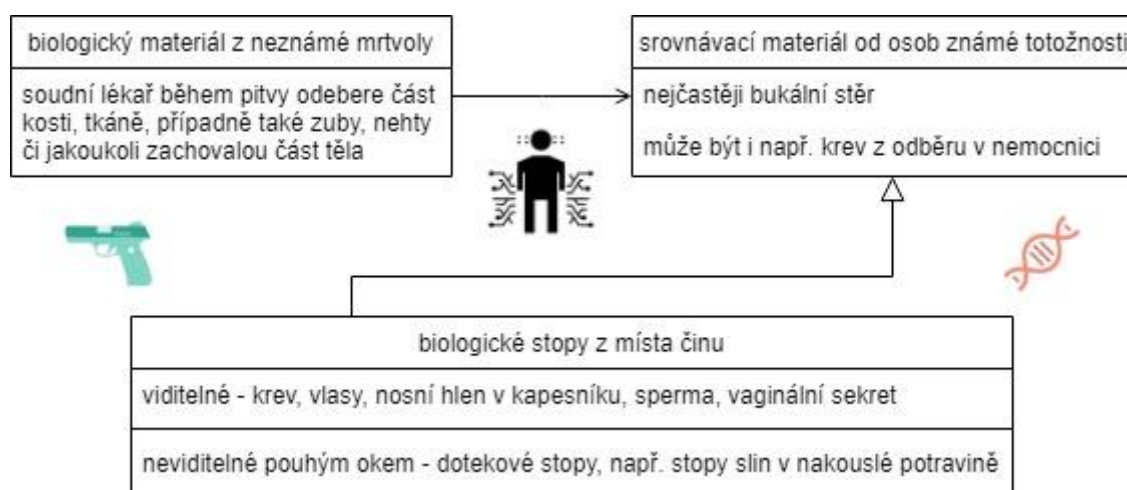 biologický materiál z neznámé mrtvoly
soudní lékař během pitvy odebere část
kosti, tkáně, případně také zuby, nehty
či jakoukoli zachovalou část těla
srovnávací materiál od osob známé totožnosti
nejčastěji bukální stěr
může být i např. krev z odběru v nemocnici
biologické stopy z místa činu
viditelné - krev, vlasy, nosní hlen v kapesníku, sperma, vaginální sekret
neviditelné pouhým okem - dotekové stopy, např. stopy slin v nakouslé potravině